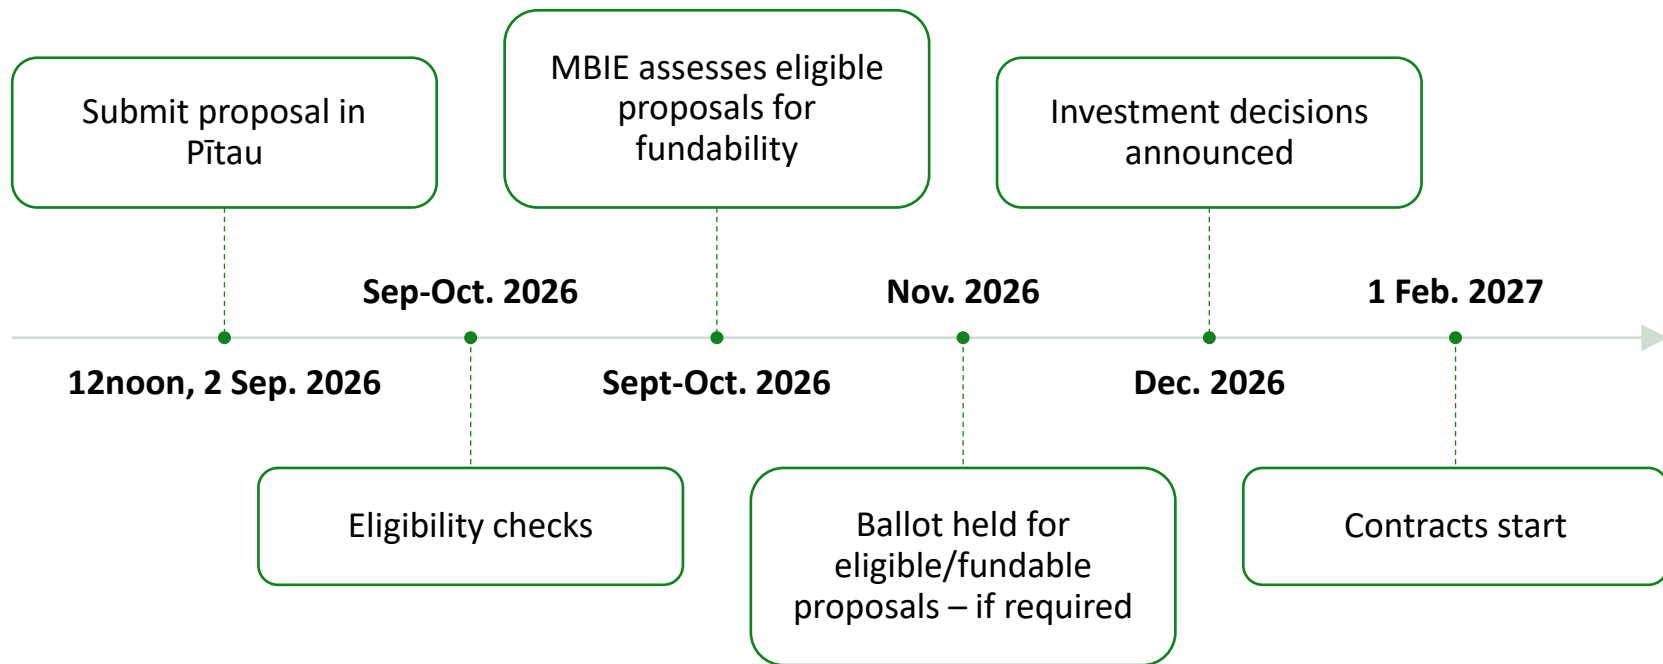 Submit proposal in
Pītau
12noon, 2 Sep. 2026
Sep-Oct. 2026
Eligibility checks
MBIE assesses eligible
proposals for
fundability
Sept-Oct. 2026
Nov. 2026
Ballot held for
eligible/fundable
proposals – if required
Investment decisions
announced
Dec. 2026
1 Feb. 2027
Contracts start